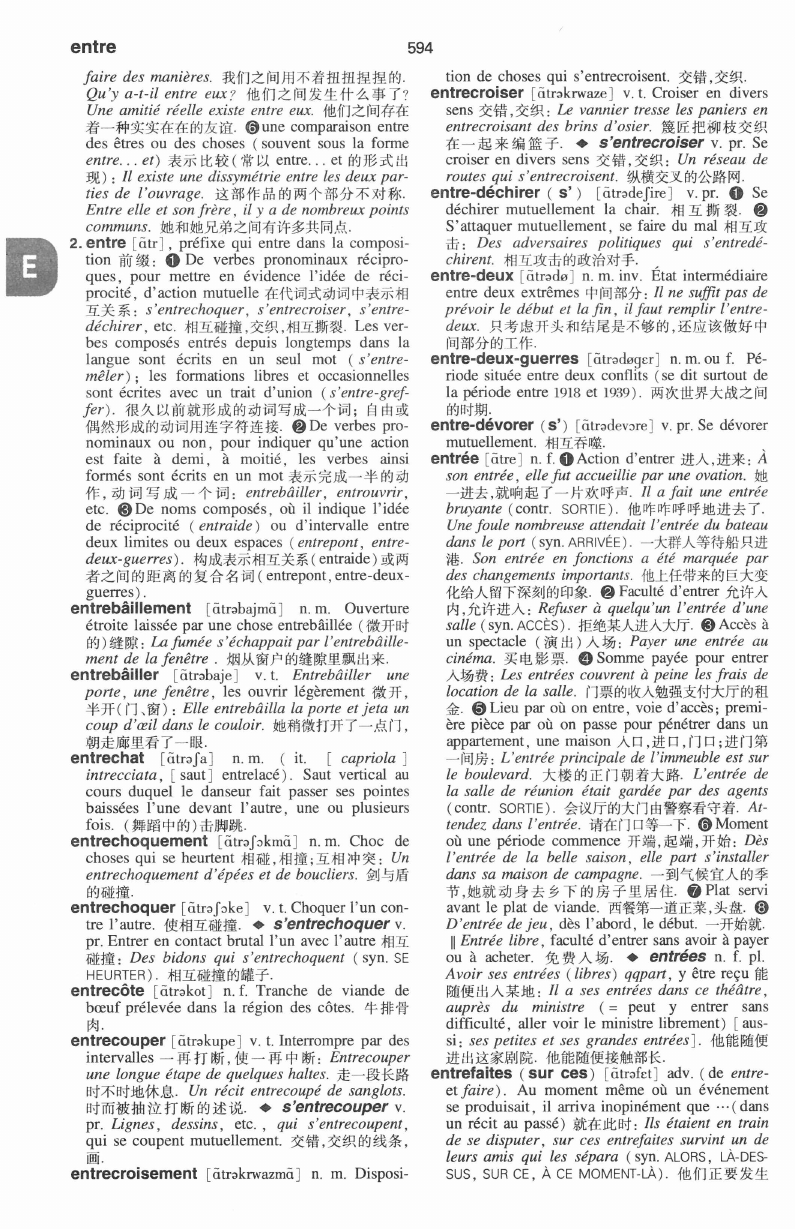 entre
594
faire des manières. 我们之间用不着扭扭捏捏的.
Qu'y a-t-il entre eux? 他们之间发生什么事了?
Une amitié réelle existe entre eux. 他们之间存在
着一种实实在在的友谊. ❻une comparaison entre
des êtres ou des choses (souvent sous la forme
entre... et) 表示比较(常以 entre... et 的形式出
现): Il existe une dissymétrie entre les deux par-
ties de l'ouvrage. 这部作品的两个部分不对称.
Entre elle et son frère, il y a de nombreux points
communs. 她和她兄弟之间有许多共同点.
2. entre [ɑ̃tr], préfixe qui entre dans la composi-
tion 前缀: ❶ De verbes pronominaux récipro-
ques, pour mettre en évidence l'idée de réci-
procité, d'action mutuelle 在代词式动词中表示相
互关系: s'entrechoquer, s'entrecroiser, s'entre-
déchirer, etc. 相互碰撞,交织,相互撕裂. Les ver-
bes composés entrés depuis longtemps dans la
langue sont écrits en un seul mot (s'entre-
mêler); les formations libres et occasionnelles
sont écrites avec un trait d'union (s'entre-gref-
fer). 很久以前就形成的动词写成一个词; 自由或
偶然形成的动词用连字符连接. ❷De verbes pro-
nominaux ou non, pour indiquer qu'une action
est faite à demi, à moitié, les verbes ainsi
formés sont écrits en un mot 表示完成一半的动
作, 动词写成一个词: entrebâiller, entrouvrir,
etc. ❸De noms composés, où il indique l'idée
de réciprocité (entraide) ou d'intervalle entre
deux limites ou deux espaces (entrepont, entre-
deux-guerres). 构成表示相互关系(entraide)或两
者之间的距离的复合名词(entrepont, entre-deux-
guerres).
entrebâillement [ɑ̃trəbajmɑ̃] n. m. Ouverture
étroite laissée par une chose entrebâillée (微开时
的)缝隙: La fumée s'échappait par l'entrebâille-
ment de la fenêtre . 烟从窗户的缝隙里飘出来.
entrebâiller [ɑ̃trəbaje] v. t. Entrebâiller une
porte, une fenêtre, les ouvrir légèrement 微开,
半开(门、窗): Elle entrebâilla la porte et jeta un
coup d'œil dans le couloir. 她稍微打开了一点门,
朝走廊里看了一眼.
entrechat [ɑ̃trəʃa] n. m. ( it. [ capriola ]
intrecciata, [ saut] entrelacé). Saut vertical au
cours duquel le danseur fait passer ses pointes
baissées l'une devant l'autre, une ou plusieurs
fois. (舞蹈中的)击脚跳.
entrechoquement [ɑ̃trəʃɔkmɑ̃] n. m. Choc de
choses qui se heurtent 相碰,相撞;互相冲突: Un
entrechoquement d'épées et de boucliers. 剑与盾
的碰撞.
entrechoquer [ɑ̃trəʃɔke] v. t. Choquer l'un con-
tre l'autre. 使相互碰撞. ◆ s'entrechoquer v.
pr. Entrer en contact brutal l'un avec l'autre 相互
碰撞: Des bidons qui s'entrechoquent (syn. SE
HEURTER). 相互碰撞的罐子.
entrecôte [ɑ̃trəkot] n. f. Tranche de viande de
bœuf prélevée dans la région des côtes. 牛排骨
肉.
entrecouper [ɑ̃trəkupe] v. t. Interrompre par des
intervalles 一再打断,使一再中断: Entrecouper
une longue étape de quelques haltes. 走一段长路
时不时地休息. Un récit entrecoupé de sanglots.
时而被抽泣打断的述说. ◆ s'entrecouper v.
pr. Lignes, dessins, etc., qui s'entrecoupent,
qui se coupent mutuellement. 交错,交织的线条,
画.
entrecroisement [ɑ̃trəkrwazmɑ̃] n. m. Disposi-
E
tion de choses qui s'entrecroisent. 交错,交织.
entrecroiser [ɑ̃trəkrwaze] v. t. Croiser en divers
sens 交错,交织: Le vannier tresse les paniers en
entrecroisant des brins d'osier. 篾匠把柳枝交织
在一起来编篮子. ◆ s'entrecroiser v. pr. Se
croiser en divers sens 交错,交织: Un réseau de
routes qui s'entrecroisent. 纵横交叉的公路网.
entre-déchirer ( s' ) [ɑ̃trədeʃire] v. pr. ❶ Se
déchirer mutuellement la chair. 相互撕裂. ❷
S'attaquer mutuellement, se faire du mal 相互攻
击: Des adversaires politiques qui s'entredé-
chirent. 相互攻击的政治对手.
entre-deux [ɑ̃trədø] n. m. inv. État intermédiaire
entre deux extrêmes 中间部分: Il ne suffit pas de
prévoir le début et la fin, il faut remplir l'entre-
deux. 只考虑开头和结尾是不够的,还应该做好中
间部分的工作.
entre-deux-guerres [ɑ̃trədøgɛr] n. m. ou f. Pé-
riode située entre deux conflits (se dit surtout de
la période entre 1918 et 1939). 两次世界大战之间
的时期.
entre-dévorer (s') [ɑ̃trədevɔre] v. pr. Se dévorer
mutuellement. 相互吞噬.
entrée [ɑ̃tre] n. f. ❶Action d'entrer 进入,进来: À
son entrée, elle fut accueillie par une ovation. 她
一进去,就响起了一片欢呼声. Il a fait une entrée
bruyante (contr. SORTIE). 他咋咋呼呼地进去了.
Une foule nombreuse attendait l'entrée du bateau
dans le port (syn. ARRIVÉE). 一大群人等待船只进
港. Son entrée en fonctions a été marquée par
des changements importants. 他上任带来的巨大变
化给人留下深刻的印象. ❷ Faculté d'entrer 允许入
内,允许进入: Refuser à quelqu'un l'entrée d'une
salle (syn. ACCÈS). 拒绝某人进入大厅. ❸Accès à
un spectacle (演出)入场: Payer une entrée au
cinéma. 买电影票. ❹Somme payée pour entrer
入场费: Les entrées couvrent à peine les frais de
location de la salle. 门票的收入勉强支付大厅的租
金. ❺Lieu par où on entre, voie d'accès; premi-
ère pièce par où on passe pour pénétrer dans un
appartement, une maison 入口,进口,门口;进门第
一间房: L'entrée principale de l'immeuble est sur
le boulevard. 大楼的正门朝着大路. L'entrée de
la salle de réunion était gardée par des agents
(contr. SORTIE). 会议厅的大门由警察看守着. At-
tendez dans l'entrée. 请在门口等一下. ❻Moment
où une période commence 开端,起端,开始: Dès
l'entrée de la belle saison, elle part s'installer
dans sa maison de campagne. 一到气候宜人的季
节,她就动身去乡下的房子里居住. ❼Plat servi
avant le plat de viande. 西餐第一道正菜,头盘. ❽
D'entrée de jeu, dès l'abord, le début. 一开始就.
‖ Entrée libre, faculté d'entrer sans avoir à payer
ou à acheter. 免费入场. ◆ entrées n. f. pl.
Avoir ses entrées (libres) qqpart, y être reçu 能
随便出入某地: Il a ses entrées dans ce théâtre,
auprès du ministre (= peut y entrer sans
difficulté, aller voir le ministre librement) [aus-
si: ses petites et ses grandes entrées]. 他能随便
进出这家剧院. 他能随便接触部长.
entrefaites (sur ces) [ɑ̃trəfɛt] adv. (de entre-
et faire). Au moment même où un événement
se produisait, il arriva inopinément que ···(dans
un récit au passé) 就在此时: Ils étaient en train
de se disputer, sur ces entrefaites survint un de
leurs amis qui les sépara (syn. ALORS, LÀ-DES-
SUS, SUR CE, À CE MOMENT-LÀ). 他们正要发生